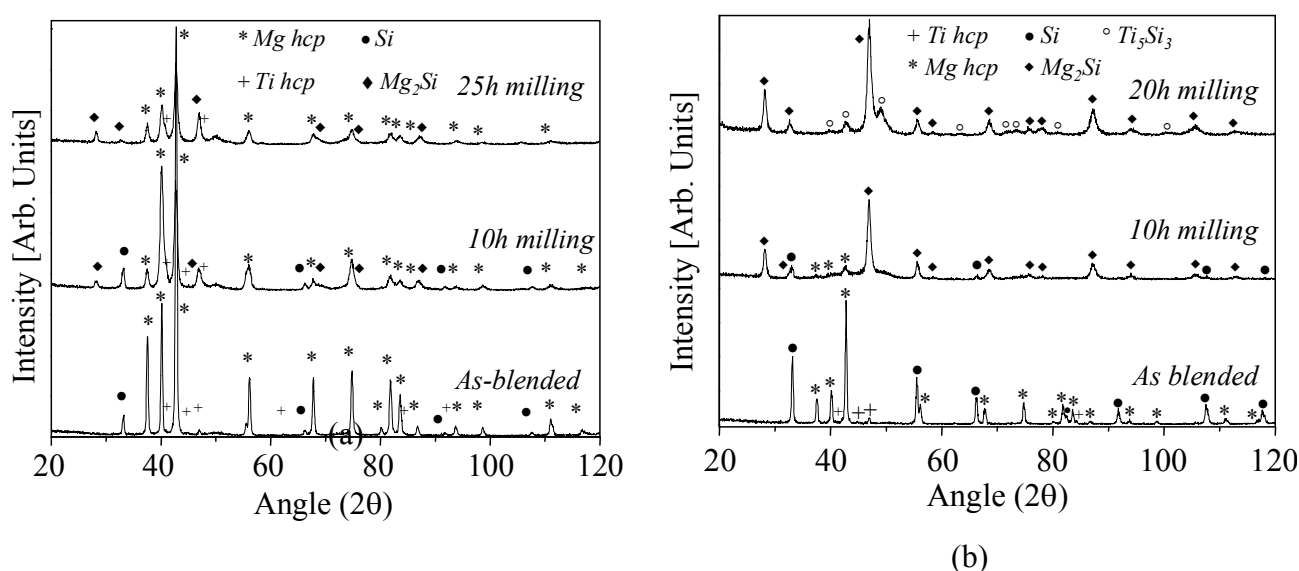 * Mg hcp ● Si
+ Ti hcp ◆ Mg₂Si
25h milling
10h milling
As-blended
(a)
Intensity [Arb. Units]
20 40 60 80 100 120
Angle (2θ)
+ Ti hcp ● Si ○ Ti₅Si₃
* Mg hcp ◆ Mg₂Si
20h milling
10h milling
As blended
Intensity [Arb. Units]
20 40 60 80 100 120
Angle (2θ)
(b)